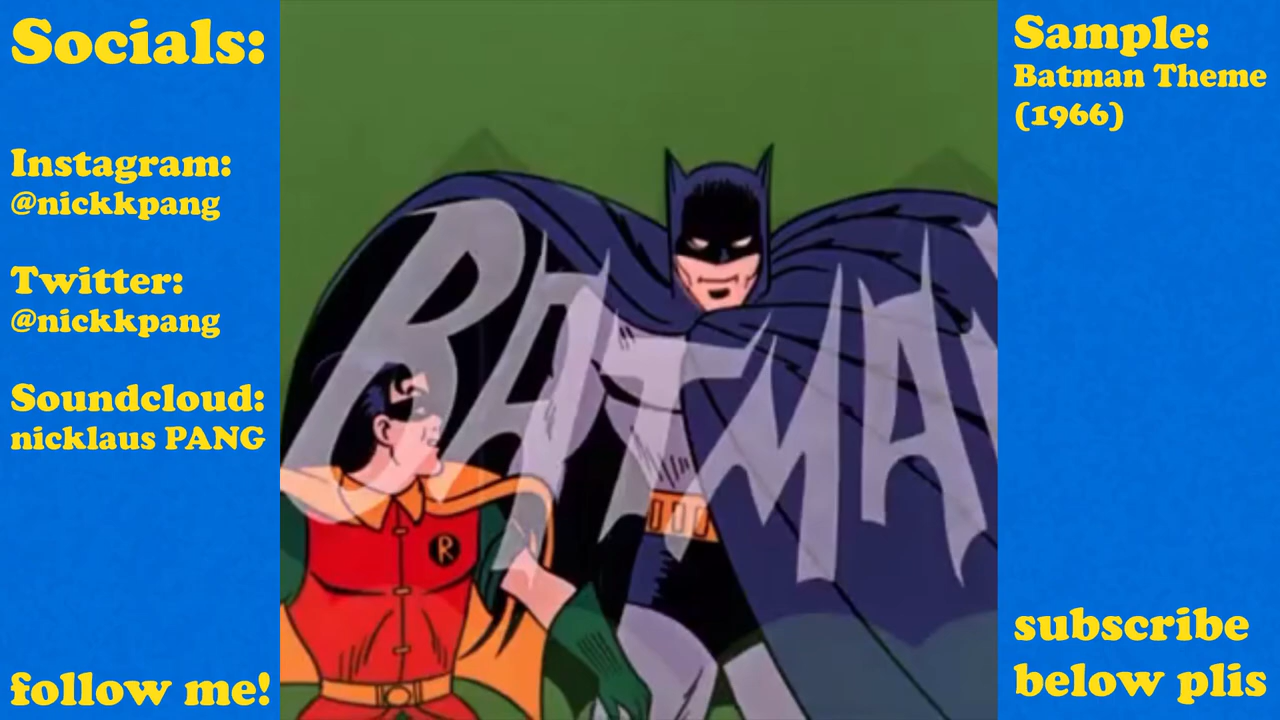 Socials:
Instagram:
@nickkpang
Twitter:
@nickkpang
Soundcloud:
nicklaus PANG
follow me!
BATMAN
R
Sample:
Batman Theme
(1966)
subscribe
below plis